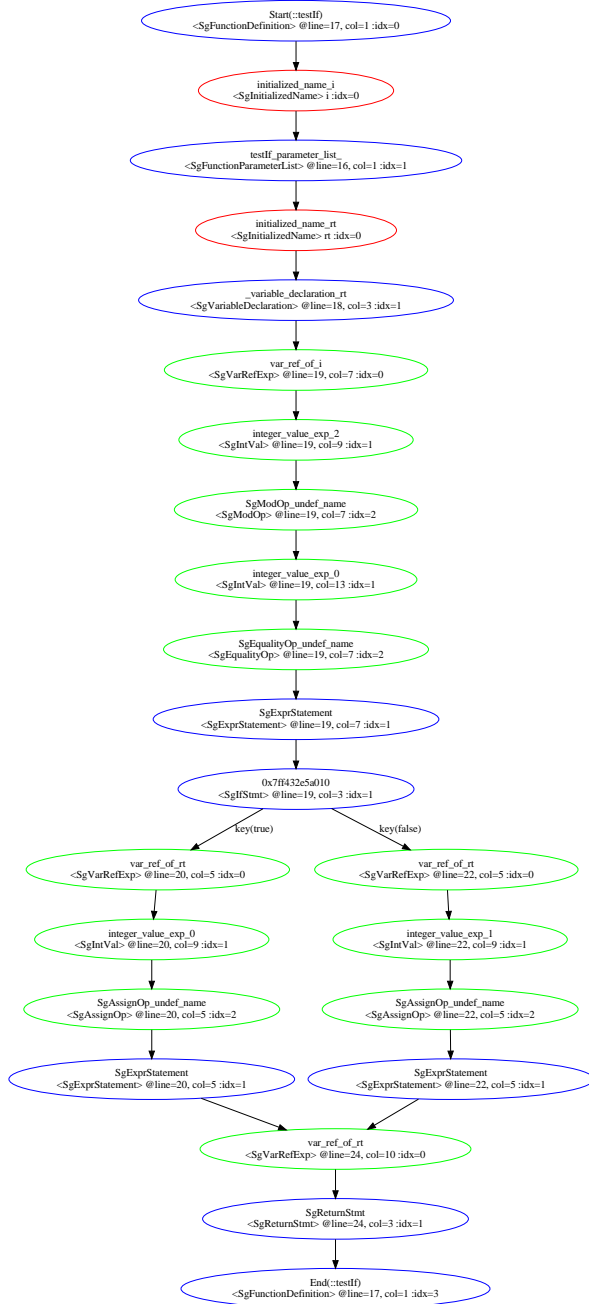 Start(::testIf)
<SgFunctionDefinition> @line=17, col=1 :idx=0
initialized_name_i
<SgInitializedName> i :idx=0
testIf_parameter_list_
<SgFunctionParameterList> @line=16, col=1 :idx=1
initialized_name_rt
<SgInitializedName> rt :idx=0
_variable_declaration_rt
<SgVariableDeclaration> @line=18, col=3 :idx=1
var_ref_of_i
<SgVarRefExp> @line=19, col=7 :idx=0
integer_value_exp_2
<SgIntVal> @line=19, col=9 :idx=1
SgModOp_undef_name
<SgModOp> @line=19, col=7 :idx=2
integer_value_exp_0
<SgIntVal> @line=19, col=13 :idx=1
SgEqualityOp_undef_name
<SgEqualityOp> @line=19, col=7 :idx=2
SgExprStatement
<SgExprStatement> @line=19, col=7 :idx=1
0x7ff432e5a010
<SgIfStmt> @line=19, col=3 :idx=1
key(true)
key(false)
var_ref_of_rt
<SgVarRefExp> @line=20, col=5 :idx=0
var_ref_of_rt
<SgVarRefExp> @line=22, col=5 :idx=0
integer_value_exp_0
<SgIntVal> @line=20, col=9 :idx=1
integer_value_exp_1
<SgIntVal> @line=22, col=9 :idx=1
SgAssignOp_undef_name
<SgAssignOp> @line=20, col=5 :idx=2
SgAssignOp_undef_name
<SgAssignOp> @line=22, col=5 :idx=2
SgExprStatement
<SgExprStatement> @line=20, col=5 :idx=1
SgExprStatement
<SgExprStatement> @line=22, col=5 :idx=1
var_ref_of_rt
<SgVarRefExp> @line=24, col=10 :idx=0
SgReturnStmt
<SgReturnStmt> @line=24, col=3 :idx=1
End(::testIf)
<SgFunctionDefinition> @line=17, col=1 :idx=3